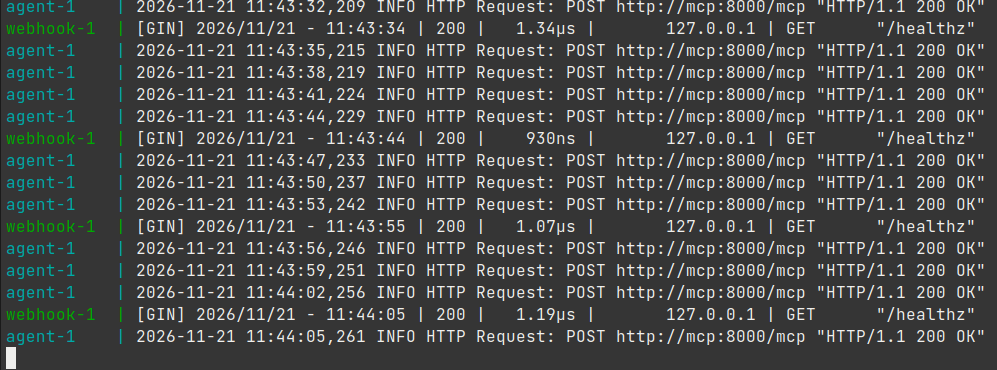 agent-1    | 2026-11-21 11:43:32,209 INFO HTTP Request: POST http://mcp:8000/mcp "HTTP/1.1 200 OK"
webhook-1  | [GIN] 2026/11/21 - 11:43:34 | 200 |   1.34µs |       127.0.0.1 | GET      "/healthz"
agent-1    | 2026-11-21 11:43:35,215 INFO HTTP Request: POST http://mcp:8000/mcp "HTTP/1.1 200 OK"
agent-1    | 2026-11-21 11:43:38,219 INFO HTTP Request: POST http://mcp:8000/mcp "HTTP/1.1 200 OK"
agent-1    | 2026-11-21 11:43:41,224 INFO HTTP Request: POST http://mcp:8000/mcp "HTTP/1.1 200 OK"
agent-1    | 2026-11-21 11:43:44,229 INFO HTTP Request: POST http://mcp:8000/mcp "HTTP/1.1 200 OK"
webhook-1  | [GIN] 2026/11/21 - 11:43:44 | 200 |    930ns |       127.0.0.1 | GET      "/healthz"
agent-1    | 2026-11-21 11:43:47,233 INFO HTTP Request: POST http://mcp:8000/mcp "HTTP/1.1 200 OK"
agent-1    | 2026-11-21 11:43:50,237 INFO HTTP Request: POST http://mcp:8000/mcp "HTTP/1.1 200 OK"
agent-1    | 2026-11-21 11:43:53,242 INFO HTTP Request: POST http://mcp:8000/mcp "HTTP/1.1 200 OK"
webhook-1  | [GIN] 2026/11/21 - 11:43:55 | 200 |   1.07µs |       127.0.0.1 | GET      "/healthz"
agent-1    | 2026-11-21 11:43:56,246 INFO HTTP Request: POST http://mcp:8000/mcp "HTTP/1.1 200 OK"
agent-1    | 2026-11-21 11:43:59,251 INFO HTTP Request: POST http://mcp:8000/mcp "HTTP/1.1 200 OK"
agent-1    | 2026-11-21 11:44:02,256 INFO HTTP Request: POST http://mcp:8000/mcp "HTTP/1.1 200 OK"
webhook-1  | [GIN] 2026/11/21 - 11:44:05 | 200 |   1.19µs |       127.0.0.1 | GET      "/healthz"
agent-1    | 2026-11-21 11:44:05,261 INFO HTTP Request: POST http://mcp:8000/mcp "HTTP/1.1 200 OK"